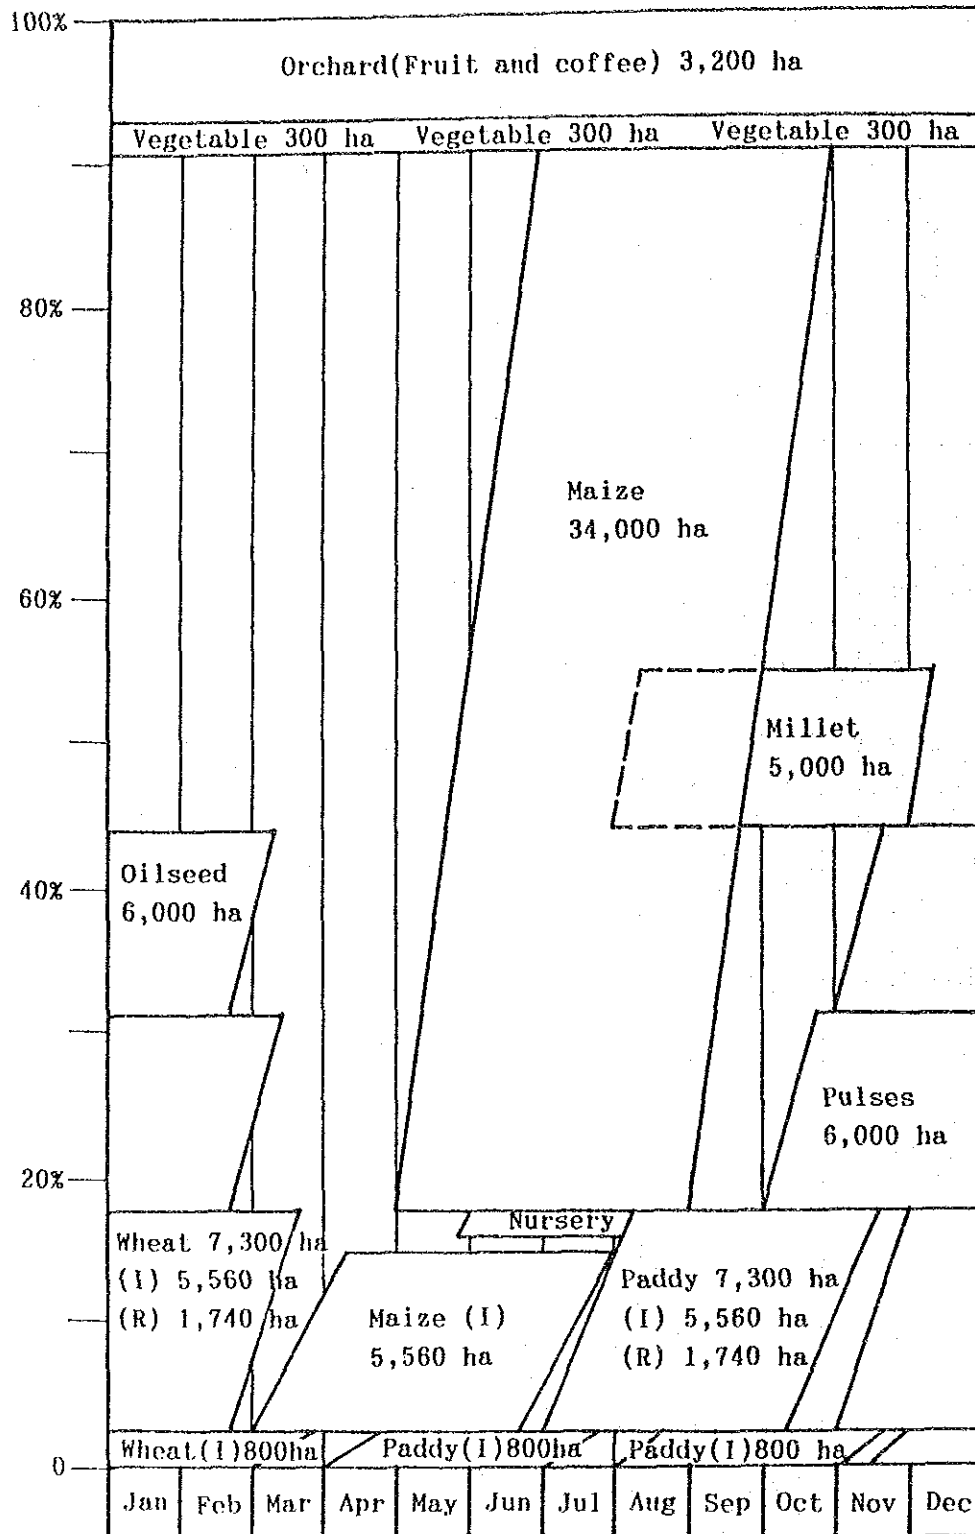 100%
Orchard(Fruit and coffee) 3,200 ha
Vegetable 300 ha Vegetable 300 ha Vegetable 300 ha
80%
Maize
34,000 ha
60%
Millet
5,000 ha
Oilseed
6,000 ha
40%
Pulses
6,000 ha
20%
Nursery
Wheat 7,300 ha
(I) 5,560 ha
(R) 1,740 ha
Maize (I)
5,560 ha
Paddy 7,300 ha
(I) 5,560 ha
(R) 1,740 ha
Wheat(I)800ha Paddy(I)800ha Paddy(I)800 ha
0
Jan Feb Mar Apr May Jun Jul Aug Sep Oct Nov Dec